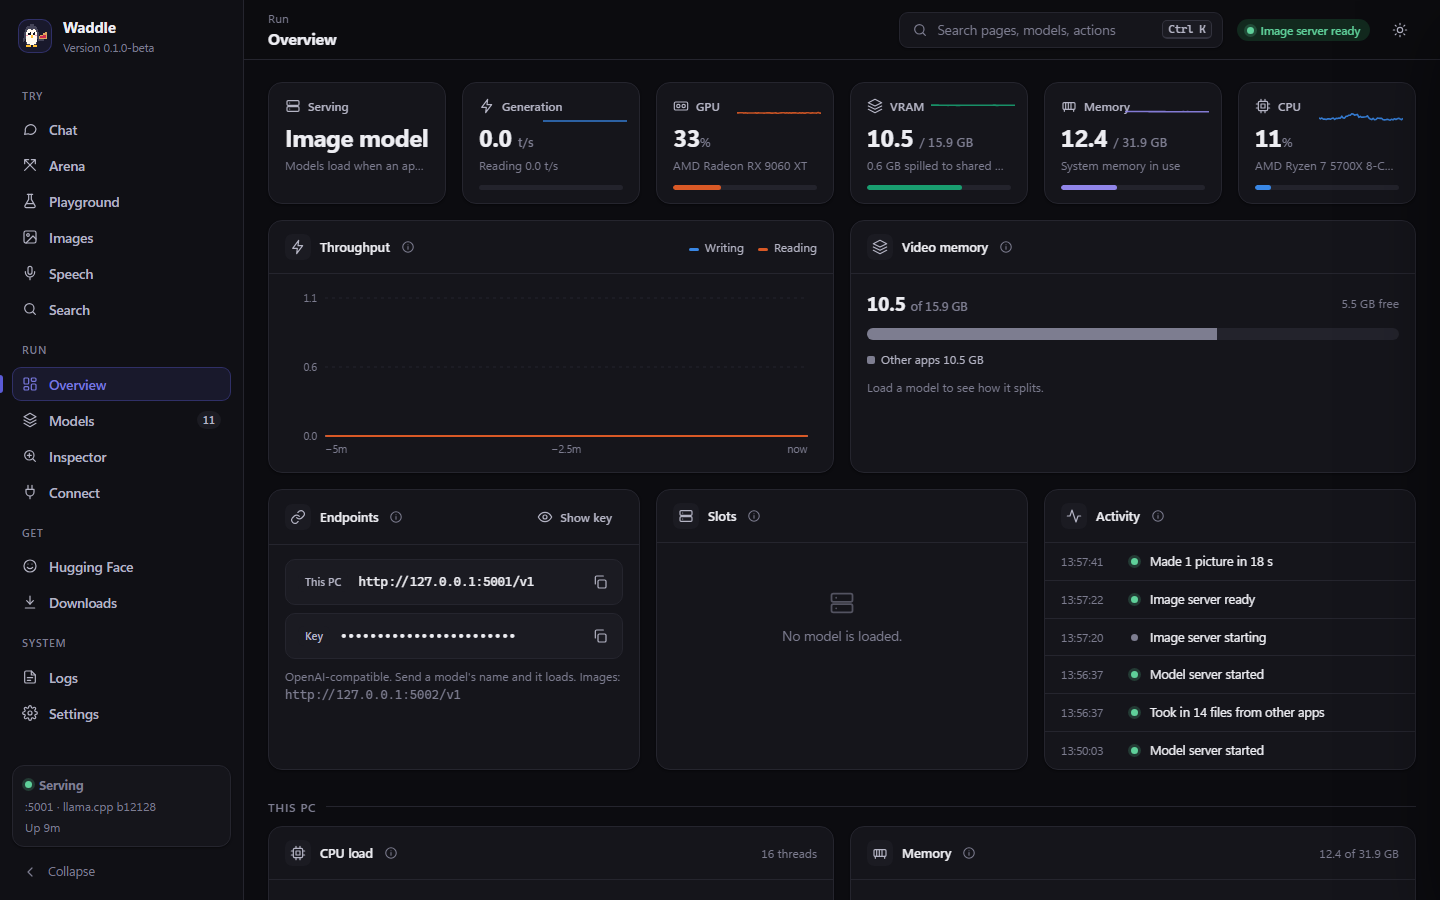 Waddle
Version 0.1.0-beta
TRY
Chat
Arena
Playground
Images
Speech
Search
RUN
Overview
Models 11
Inspector
Connect
GET
Hugging Face
Downloads
SYSTEM
Logs
Settings
Serving
:5001 · llama.cpp b12128
Up 9m
Collapse
Run
Overview
Search pages, models, actions Ctrl K
Image server ready
Serving
Image model
Models load when an ap...
Generation
0.0 t/s
Reading 0.0 t/s
GPU
33%
AMD Radeon RX 9060 XT
VRAM
10.5 / 15.9 GB
0.6 GB spilled to shared ...
Memory
12.4 / 31.9 GB
System memory in use
CPU
11%
AMD Ryzen 7 5700X 8-C...
Throughput
Writing Reading
1.1
0.6
0.0
−5m −2.5m now
Video memory
10.5 of 15.9 GB 5.5 GB free
Other apps 10.5 GB
Load a model to see how it splits.
Endpoints Show key
This PC http://127.0.0.1:5001/v1
Key ••••••••••••••••••••••••
OpenAI-compatible. Send a model's name and it loads. Images:
http://127.0.0.1:5002/v1
Slots
No model is loaded.
Activity
13:57:41 Made 1 picture in 18 s
13:57:22 Image server ready
13:57:20 Image server starting
13:56:37 Model server started
13:56:37 Took in 14 files from other apps
13:50:03 Model server started
THIS PC
CPU load 16 threads
Memory 12.4 of 31.9 GB